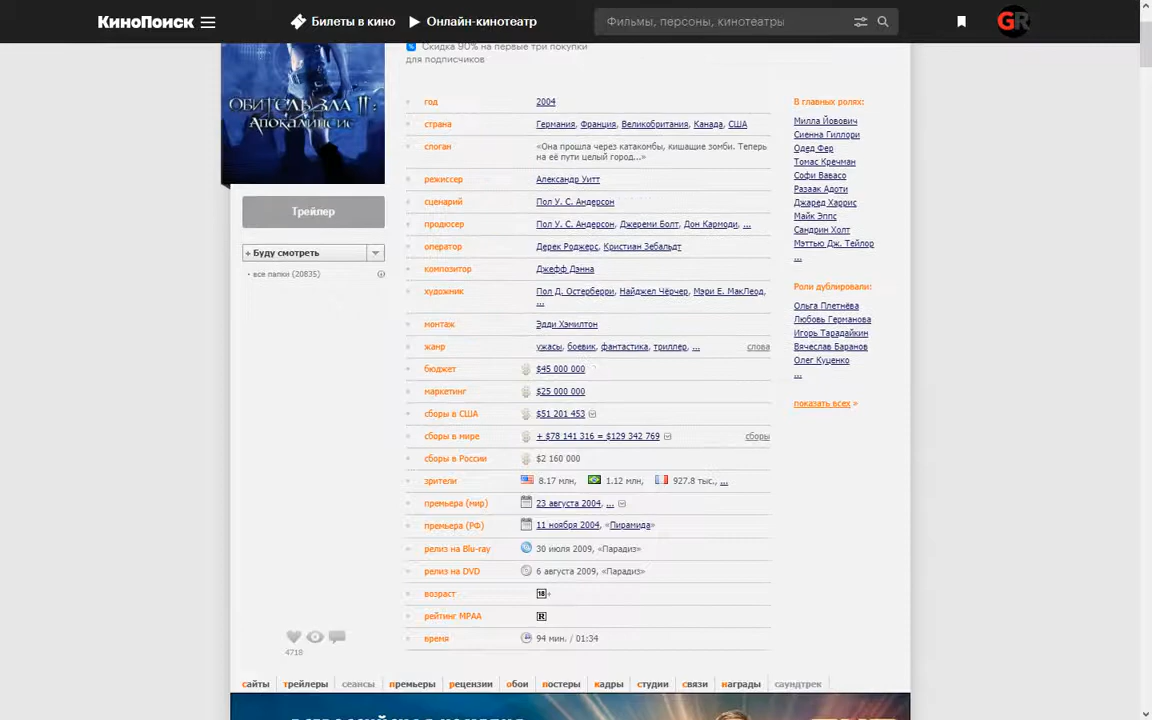 КиноПоиск
Билеты в кино
Онлайн-кинотеатр
Фильмы, персоны, кинотеатры
GR
Скидка 90% на первые три покупки
для подписчиков
ОБИТЕЛЬ ЗЛА II:
АПОКАЛИПСИС
Трейлер
+ Буду смотреть
• все папки (20835)
4718
год 2004
страна Германия, Франция, Великобритания, Канада, США
слоган «Она прошла через катакомбы, кишащие зомби. Теперь
на её пути целый город...»
режиссер Александр Уитт
сценарий Пол У. С. Андерсон
продюсер Пол У. С. Андерсон, Джереми Болт, Дон Кармоди, ...
оператор Дерек Роджерс, Кристиан Зебальдт
композитор Джефф Дэнна
художник Пол Д. Остерберри, Найджел Чёрчер, Мэри Е. МакЛеод,
...
монтаж Эдди Хэмилтон
жанр ужасы, боевик, фантастика, триллер, ... слова
бюджет $45 000 000
маркетинг $25 000 000
сборы в США $51 201 453
сборы в мире + $78 141 316 = $129 342 769 сборы
сборы в России $2 160 000
зрители 8.17 млн, 1.12 млн, 927.8 тыс., ...
премьера (мир) 23 августа 2004, ...
премьера (РФ) 11 ноября 2004, «Пирамида»
релиз на Blu-ray 30 июля 2009, «Парадиз»
релиз на DVD 6 августа 2009, «Парадиз»
возраст 18+
рейтинг MPAA R
время 94 мин. / 01:34
В главных ролях:
Милла Йовович
Сиенна Гиллори
Одед Фер
Томас Кречман
Софи Вавасо
Разаак Адоти
Джаред Харрис
Майк Эппс
Сандрин Холт
Мэттью Дж. Тейлор
...
Роли дублировали:
Ольга Плетнёва
Любовь Германова
Игорь Тарадайкин
Вячеслав Баранов
Олег Куценко
...
показать всех »
сайты трейлеры сеансы премьеры рецензии обои постеры кадры студии связи награды саундтрек